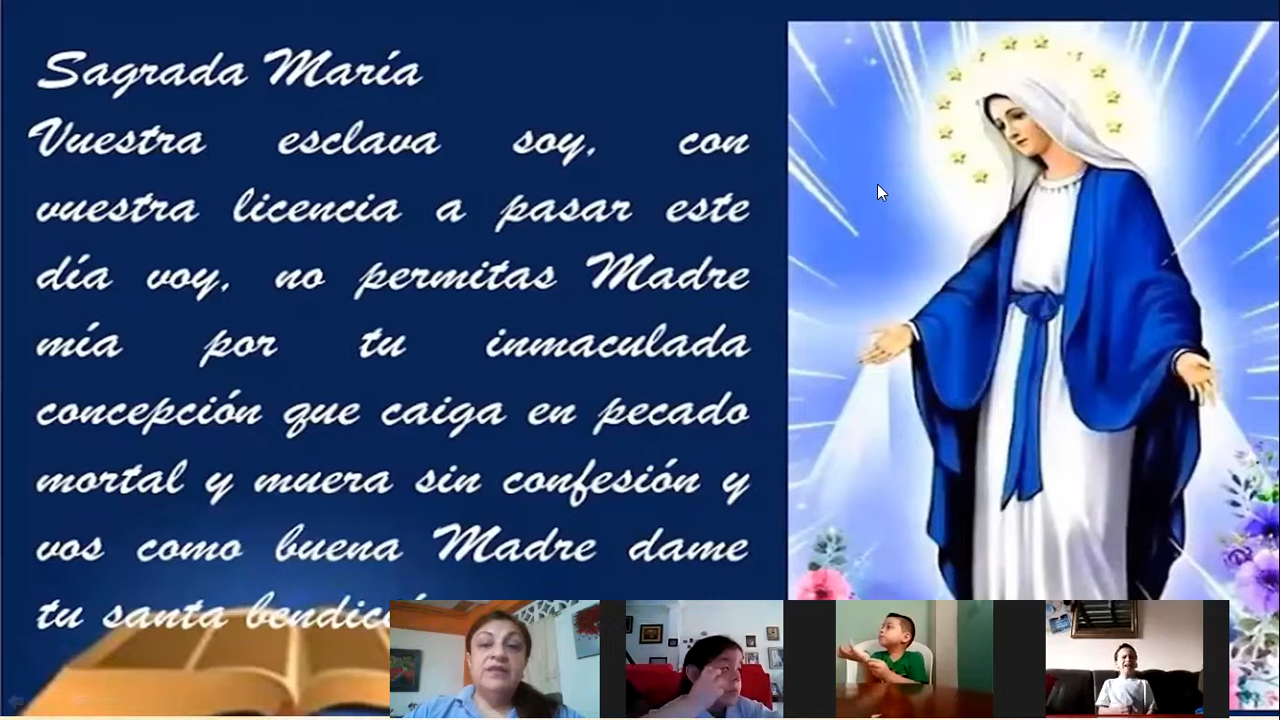 Sagrada María
Vuestra esclava soy, con
vuestra licencia a pasar este
día voy, no permitas Madre
mía por tu inmaculada
concepción que caiga en pecado
mortal y muera sin confesión y
vos como buena Madre dame
tu santa